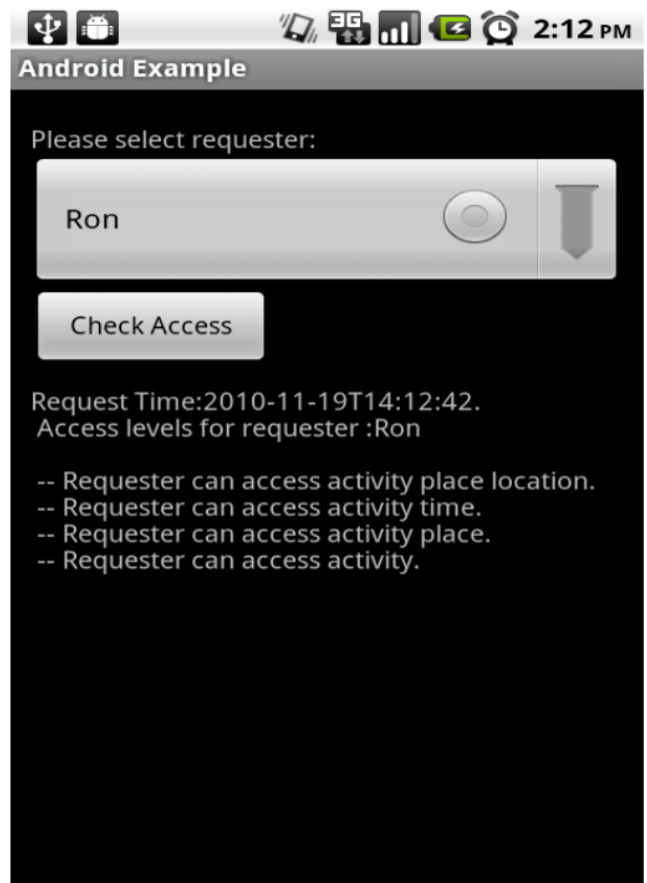 3G 2:12 PM
Android Example
Please select requester:
Ron
Check Access
Request Time:2010-11-19T14:12:42.
Access levels for requester :Ron
-- Requester can access activity place location.
-- Requester can access activity time.
-- Requester can access activity place.
-- Requester can access activity.